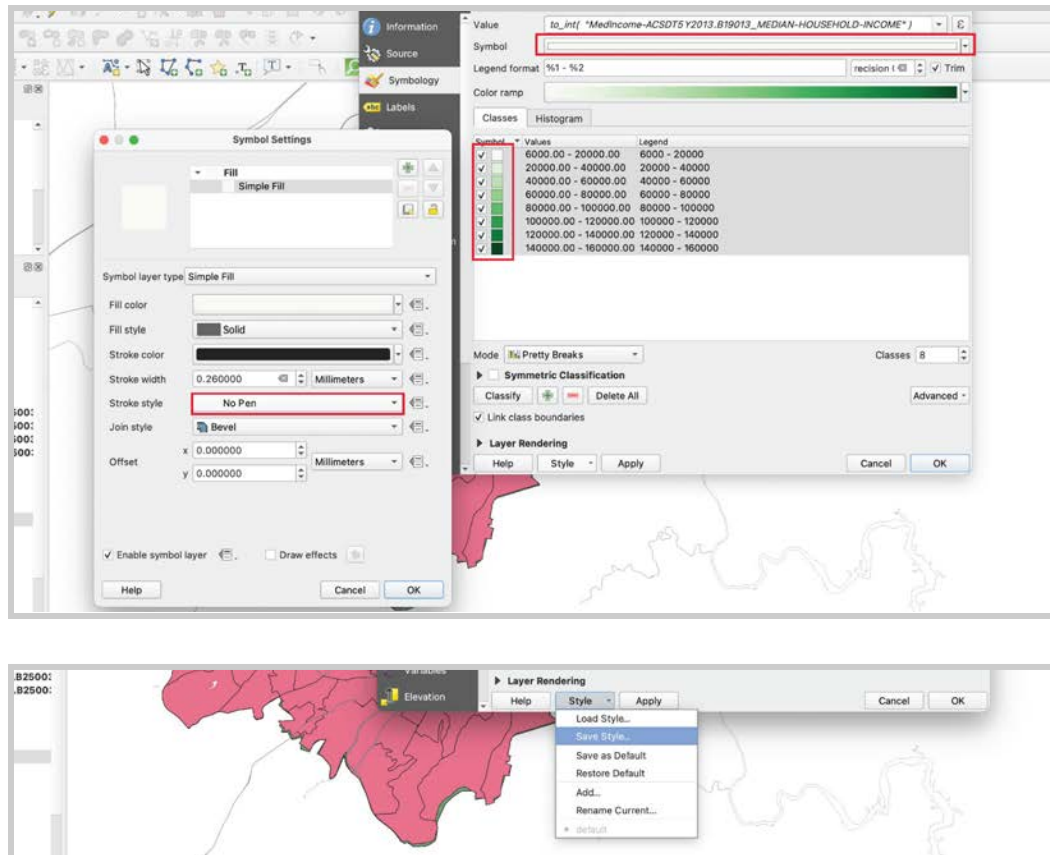 Information
Source
Symbology
Labels
Value to_int( "MedIncome-ACSDT5Y2013.B19013_MEDIAN-HOUSEHOLD-INCOME" ) ε
Symbol
Legend format %1 - %2 recision ( Trim
Color ramp
Classes Histogram
Symbol Values Legend
6000.00 - 20000.00 6000 - 20000
20000.00 - 40000.00 20000 - 40000
40000.00 - 60000.00 40000 - 60000
60000.00 - 80000.00 60000 - 80000
80000.00 - 100000.00 80000 - 100000
100000.00 - 120000.00 100000 - 120000
120000.00 - 140000.00 120000 - 140000
140000.00 - 160000.00 140000 - 160000
Mode Pretty Breaks Classes 8
Symmetric Classification
Classify Delete All Advanced
Link class boundaries
Layer Rendering
Help Style Apply Cancel OK
Symbol Settings
Fill
Simple Fill
Symbol layer type Simple Fill
Fill color
Fill style Solid
Stroke color
Stroke width 0.260000 Millimeters
Stroke style No Pen
Join style Bevel
Offset x 0.000000 Millimeters
y 0.000000
Enable symbol layer Draw effects
Help Cancel OK
.B2500:
.B2500:
Variables
Elevation
Layer Rendering
Help Style Apply Cancel OK
Load Style...
Save Style...
Save as Default
Restore Default
Add...
Rename Current...
default